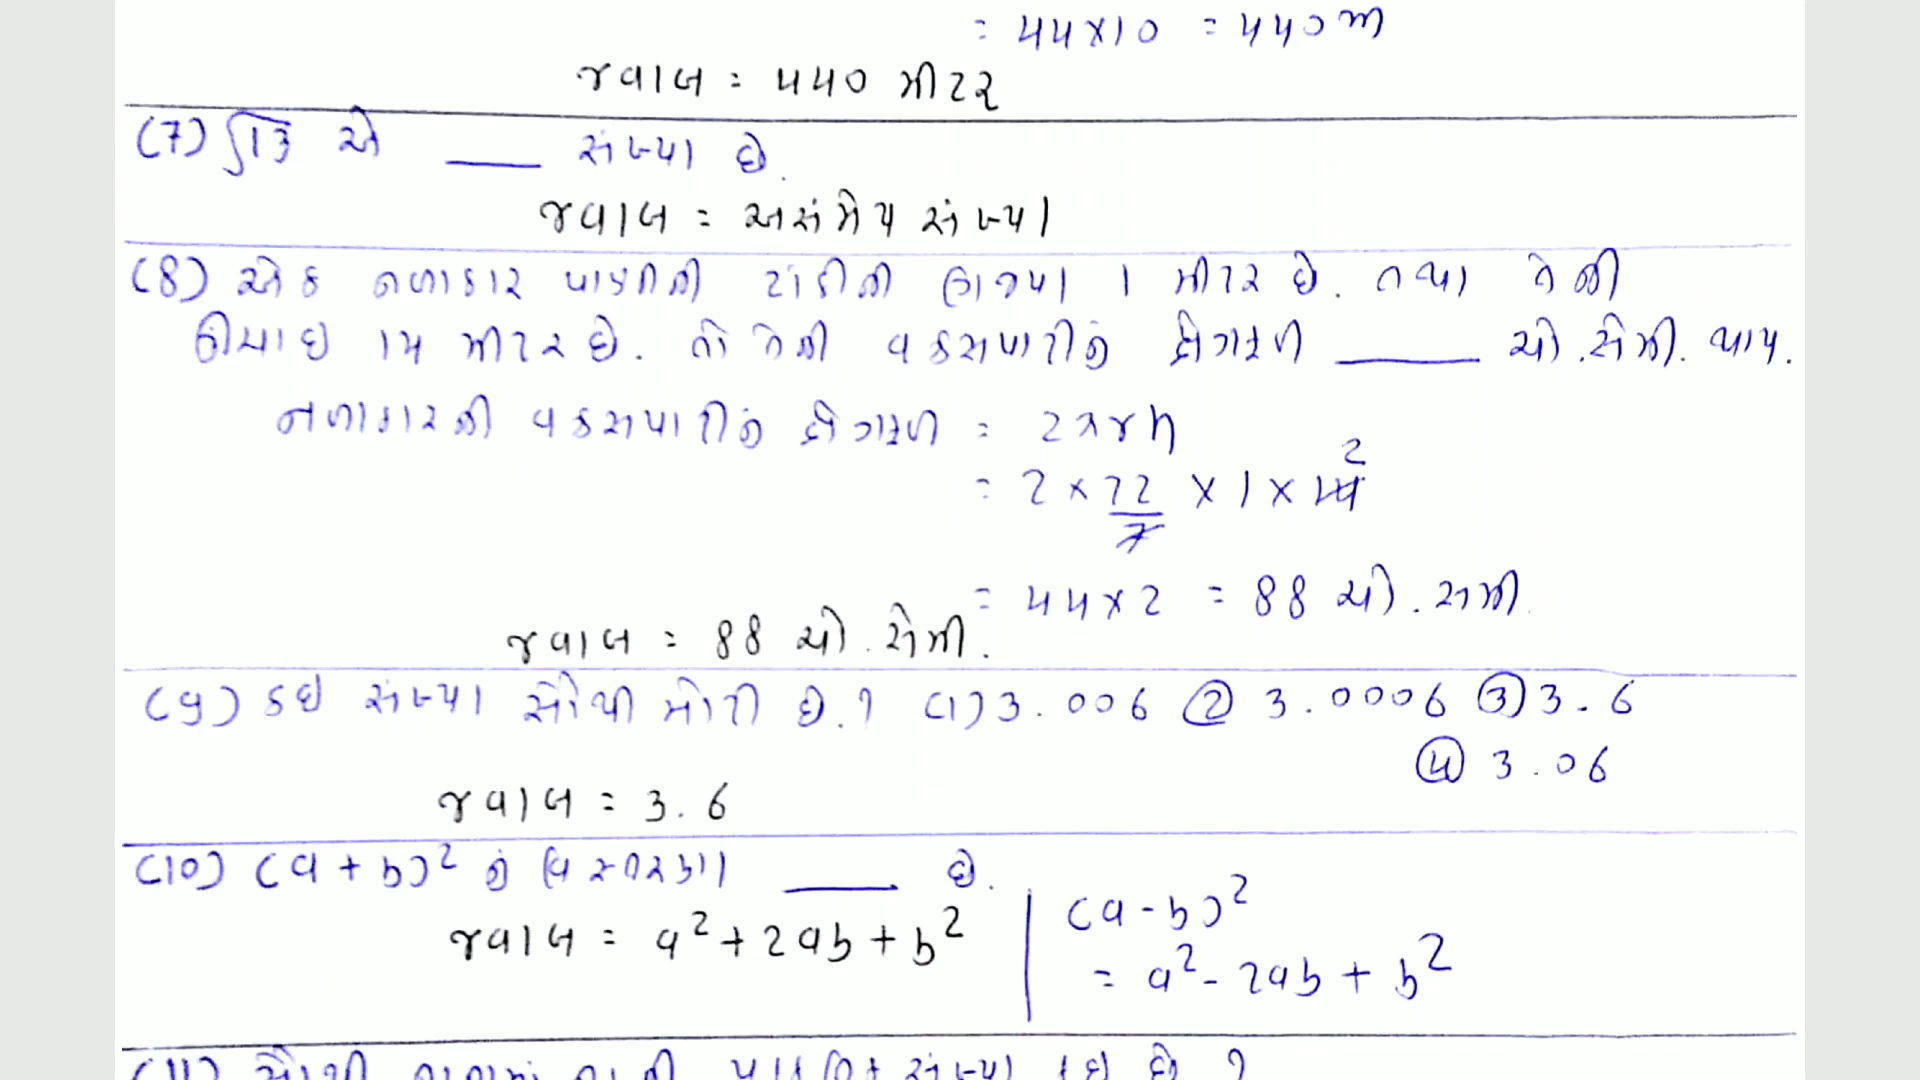 = 44×10 = 440 m
જવાબ = 440 મીટર
(7) √13 એ ____ સંખ્યા છે.
જવાબ = અસંમેય સંખ્યા
(8) એક નળાકાર પાણીની ટાંકીની ત્રિજ્યા 1 મીટર છે. તથા તેની
ઊંચાઇ 14 મીટર છે. તો તેની વક્રસપાટીનું ક્ષેત્રફળ ____ ચો.સેમી. થાય.
નળાકારની વક્રસપાટીનું ક્ષેત્રફળ = 2πrh
= 2 × 22/7 × 1 × 14 2
= 44×2 = 88 ચો.સેમી.
જવાબ = 88 ચો.સેમી.
(9) કઇ સંખ્યા સૌથી મોટી છે.? (1) 3.006 (2) 3.0006 (3) 3.6
(4) 3.06
જવાબ = 3.6
(10) (a+b)² નું વિસ્તરણ ____ છે.
જવાબ = a²+2ab+b²
(a-b)²
= a²-2ab+b²